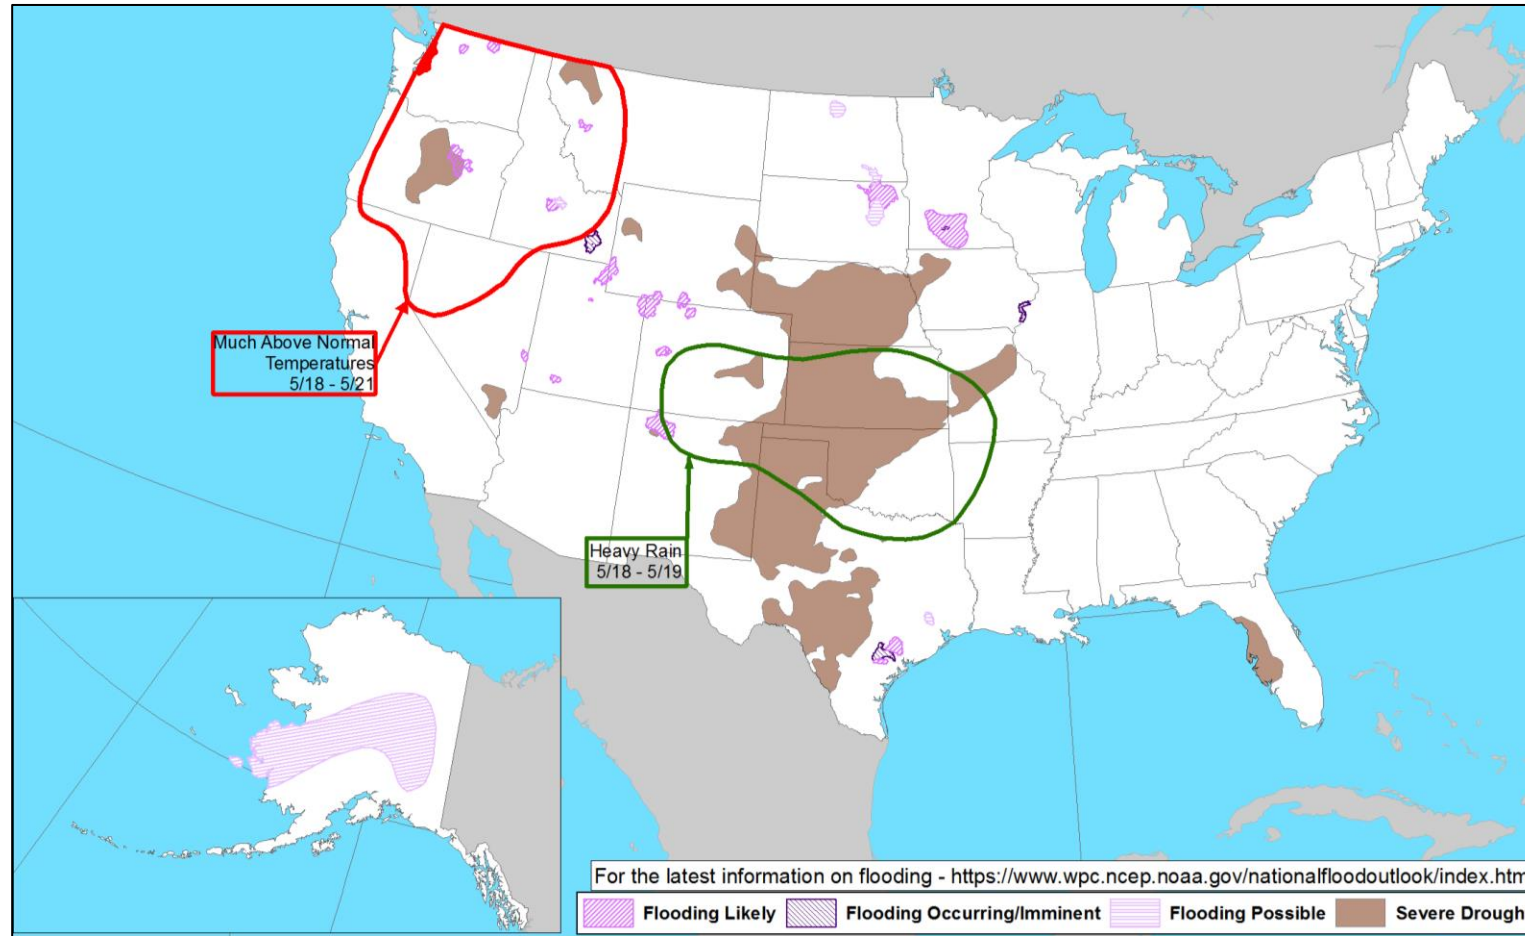 Much Above Normal
Temperatures
5/18 - 5/21
Heavy Rain
5/18 - 5/19
For the latest information on flooding - https://www.wpc.ncep.noaa.gov/nationalfloodoutlook/index.htm
Flooding Likely
Flooding Occurring/Imminent
Flooding Possible
Severe Drough